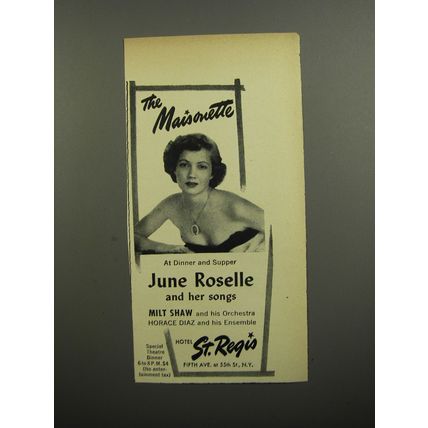 The
Maisonette
At Dinner and Supper
June Roselle
and her songs
MILT SHAW and his Orchestra
HORACE DIAZ and his Ensemble
HOTEL
St. Regis
FIFTH AVE. at 55th St., N.Y.
Special
Theatre
Dinner
6 to 8 P.M. $4
(No enter-
tainment tax)